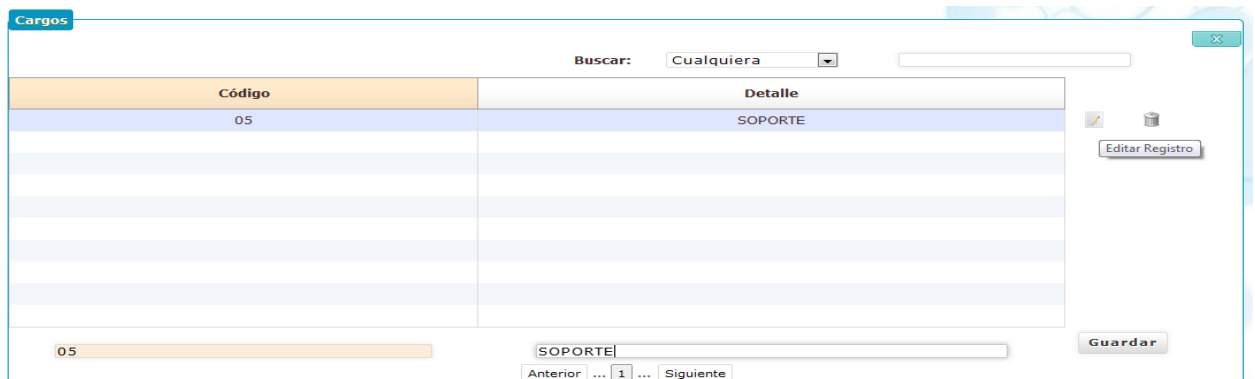 Cargos
Buscar: Cualquiera
Código Detalle
05 SOPORTE
Editar Registro
05 SOPORTE Guardar
Anterior ... 1 ... Siguiente